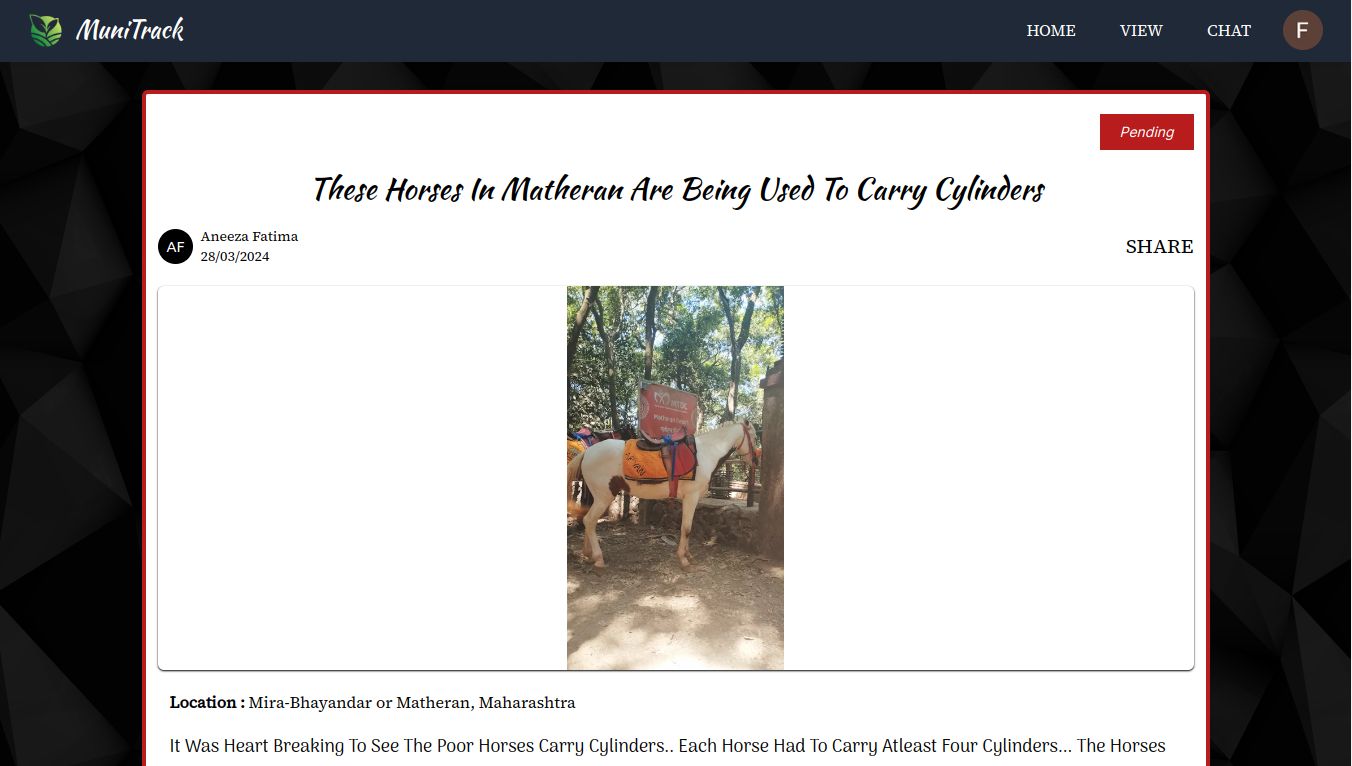 MuniTrack
HOME
VIEW
CHAT
F
Pending
These Horses In Matheran Are Being Used To Carry Cylinders
AF
Aneeza Fatima
28/03/2024
SHARE
Location : Mira-Bhayandar or Matheran, Maharashtra
It Was Heart Breaking To See The Poor Horses Carry Cylinders.. Each Horse Had To Carry Atleast Four Cylinders... The Horses